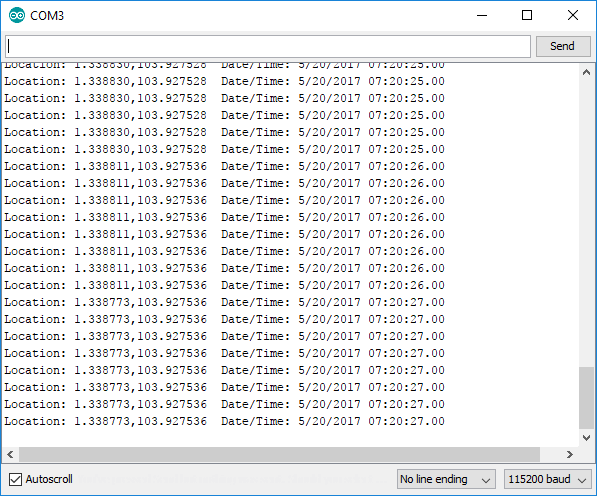 COM3
Send
Location: 1.338830,103.927528  Date/Time: 5/20/2017 07:20:25.00
Location: 1.338830,103.927528  Date/Time: 5/20/2017 07:20:25.00
Location: 1.338830,103.927528  Date/Time: 5/20/2017 07:20:25.00
Location: 1.338830,103.927528  Date/Time: 5/20/2017 07:20:25.00
Location: 1.338830,103.927528  Date/Time: 5/20/2017 07:20:25.00
Location: 1.338830,103.927528  Date/Time: 5/20/2017 07:20:25.00
Location: 1.338811,103.927536  Date/Time: 5/20/2017 07:20:26.00
Location: 1.338811,103.927536  Date/Time: 5/20/2017 07:20:26.00
Location: 1.338811,103.927536  Date/Time: 5/20/2017 07:20:26.00
Location: 1.338811,103.927536  Date/Time: 5/20/2017 07:20:26.00
Location: 1.338811,103.927536  Date/Time: 5/20/2017 07:20:26.00
Location: 1.338811,103.927536  Date/Time: 5/20/2017 07:20:26.00
Location: 1.338811,103.927536  Date/Time: 5/20/2017 07:20:26.00
Location: 1.338811,103.927536  Date/Time: 5/20/2017 07:20:26.00
Location: 1.338773,103.927536  Date/Time: 5/20/2017 07:20:27.00
Location: 1.338773,103.927536  Date/Time: 5/20/2017 07:20:27.00
Location: 1.338773,103.927536  Date/Time: 5/20/2017 07:20:27.00
Location: 1.338773,103.927536  Date/Time: 5/20/2017 07:20:27.00
Location: 1.338773,103.927536  Date/Time: 5/20/2017 07:20:27.00
Location: 1.338773,103.927536  Date/Time: 5/20/2017 07:20:27.00
Location: 1.338773,103.927536  Date/Time: 5/20/2017 07:20:27.00
Location: 1.338773,103.927536  Date/Time: 5/20/2017 07:20:27.00
Autoscroll
No line ending
115200 baud